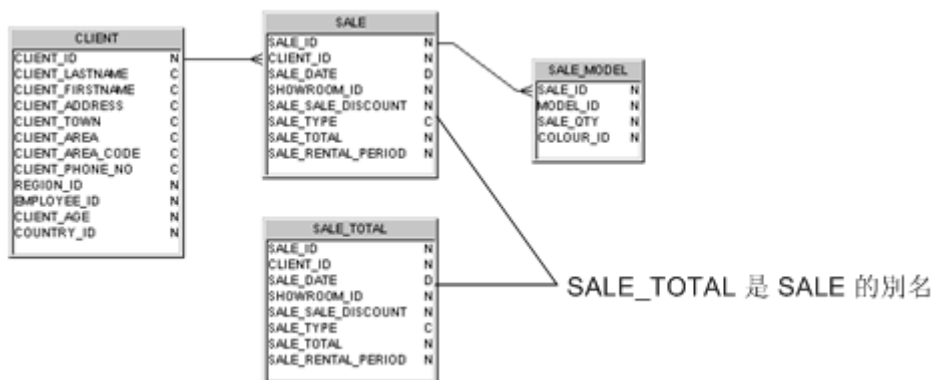 CLIENT
CLIENT_ID N
CLIENT_LASTNAME C
CLIENT_FIRSTNAME C
CLIENT_ADDRESS C
CLIENT_TOWN C
CLIENT_AREA C
CLIENT_AREA_CODE C
CLIENT_PHONE_NO C
REGION_ID N
EMPLOYEE_ID N
CLIENT_AGE N
COUNTRY_ID N
SALE
SALE_ID N
CLIENT_ID N
SALE_DATE D
SHOWROOM_ID N
SALE_SALE_DISCOUNT N
SALE_TYPE C
SALE_TOTAL N
SALE_RENTAL_PERIOD N
SALE_MODEL
SALE_ID N
MODEL_ID N
SALE_QTY N
COLOUR_ID N
SALE_TOTAL
SALE_ID N
CLIENT_ID N
SALE_DATE D
SHOWROOM_ID N
SALE_SALE_DISCOUNT N
SALE_TYPE C
SALE_TOTAL N
SALE_RENTAL_PERIOD N
SALE_TOTAL 是 SALE 的別名